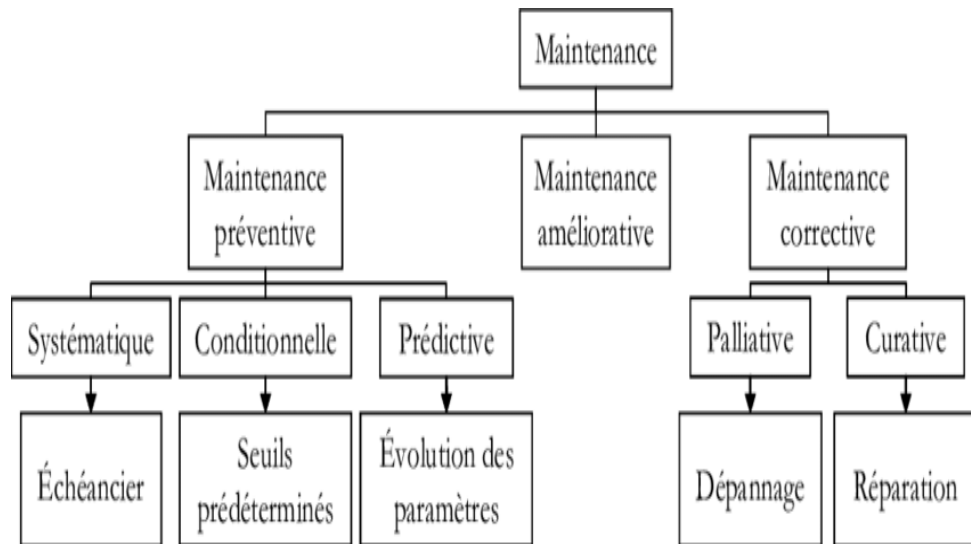 Maintenance
Maintenance
préventive
Maintenance
améliorative
Maintenance
corrective
Systématique
Conditionnelle
Prédictive
Palliative
Curative
Échéancier
Seuils
prédéterminés
Évolution des
paramètres
Dépannage
Réparation